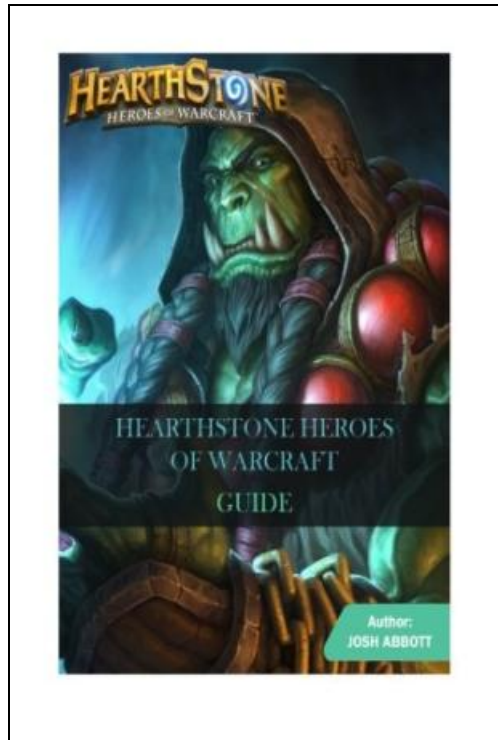 HEARTHSTONE
HEROES OF WARCRAFT
HEARTHSTONE HEROES
OF WARCRAFT
GUIDE
Author:
JOSH ABBOTT